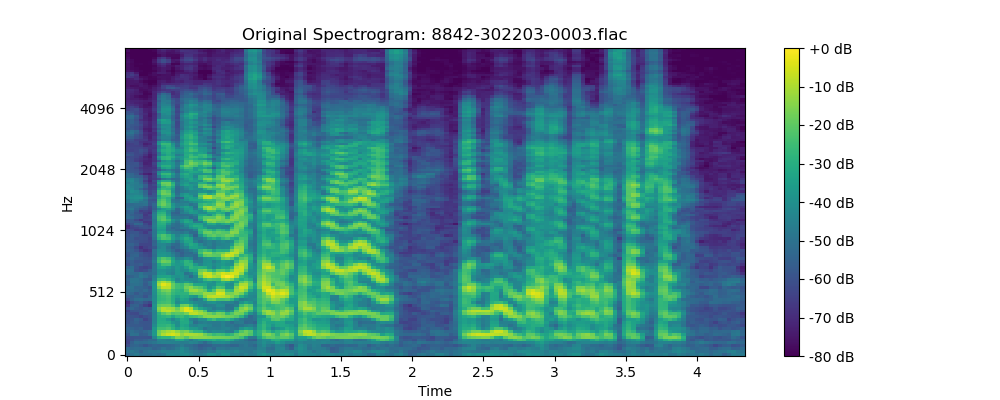 Original Spectrogram: 8842-302203-0003.flac
Hz
4096
2048
1024
512
0
0 0.5 1 1.5 2 2.5 3 3.5 4
Time
+0 dB
-10 dB
-20 dB
-30 dB
-40 dB
-50 dB
-60 dB
-70 dB
-80 dB